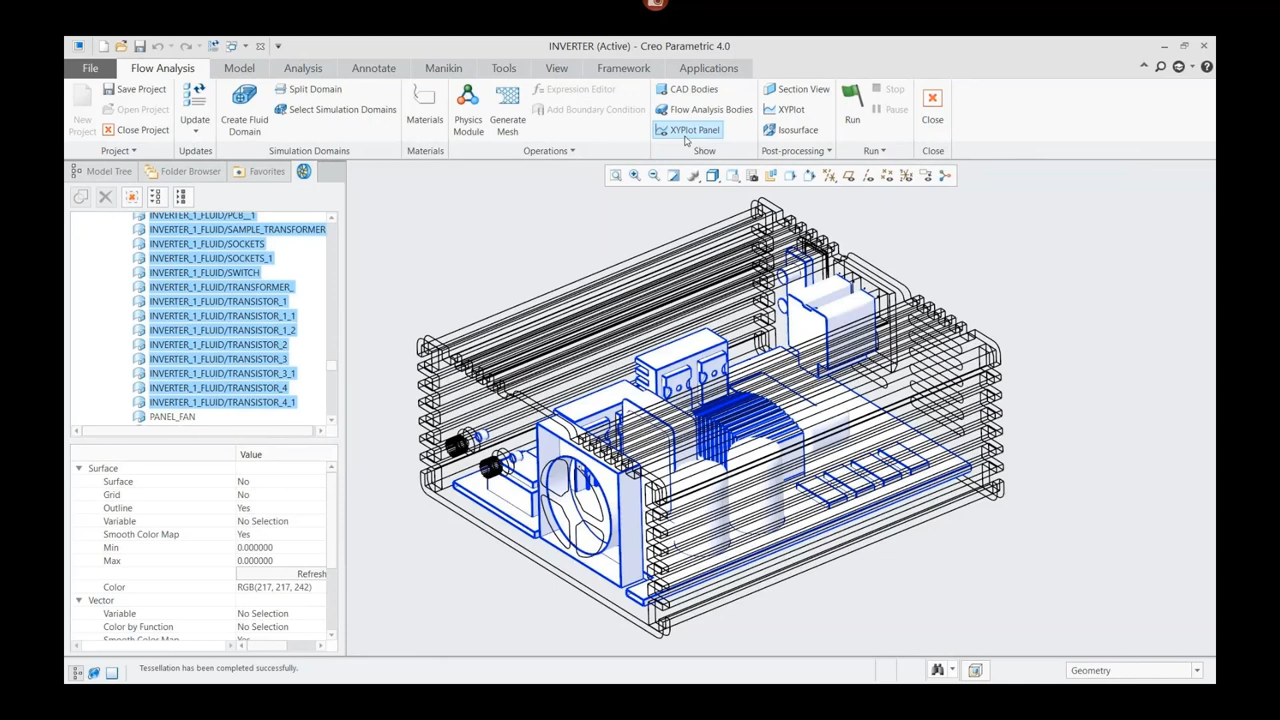 INVERTER (Active) - Creo Parametric 4.0
File Flow Analysis Model Analysis Annotate Manikin Tools View Framework Applications
New Project
Save Project
Open Project
Close Project
Project
Update
Updates
Create Fluid Domain
Split Domain
Select Simulation Domains
Simulation Domains
Materials
Materials
Physics Module
Generate Mesh
Expression Editor
Add Boundary Condition
Operations
CAD Bodies
Flow Analysis Bodies
XYPlot Panel
Show
Section View
XYPlot
Isosurface
Post-processing
Run
Stop
Pause
Run
Close
Close
Model Tree Folder Browser Favorites
INVERTER_1_FLUID/PCB__1
INVERTER_1_FLUID/SAMPLE_TRANSFORMER
INVERTER_1_FLUID/SOCKETS
INVERTER_1_FLUID/SOCKETS_1
INVERTER_1_FLUID/SWITCH
INVERTER_1_FLUID/TRANSFORMER_
INVERTER_1_FLUID/TRANSISTOR_1
INVERTER_1_FLUID/TRANSISTOR_1_1
INVERTER_1_FLUID/TRANSISTOR_1_2
INVERTER_1_FLUID/TRANSISTOR_2
INVERTER_1_FLUID/TRANSISTOR_3
INVERTER_1_FLUID/TRANSISTOR_3_1
INVERTER_1_FLUID/TRANSISTOR_4
INVERTER_1_FLUID/TRANSISTOR_4_1
PANEL_FAN
Value
Surface
Surface No
Grid No
Outline Yes
Variable No Selection
Smooth Color Map Yes
Min 0.000000
Max 0.000000
Refresh
Color RGB(217, 217, 242)
Vector
Variable No Selection
Color by Function No Selection
Smooth Color Map Yes
Tessellation has been completed successfully.
Geometry